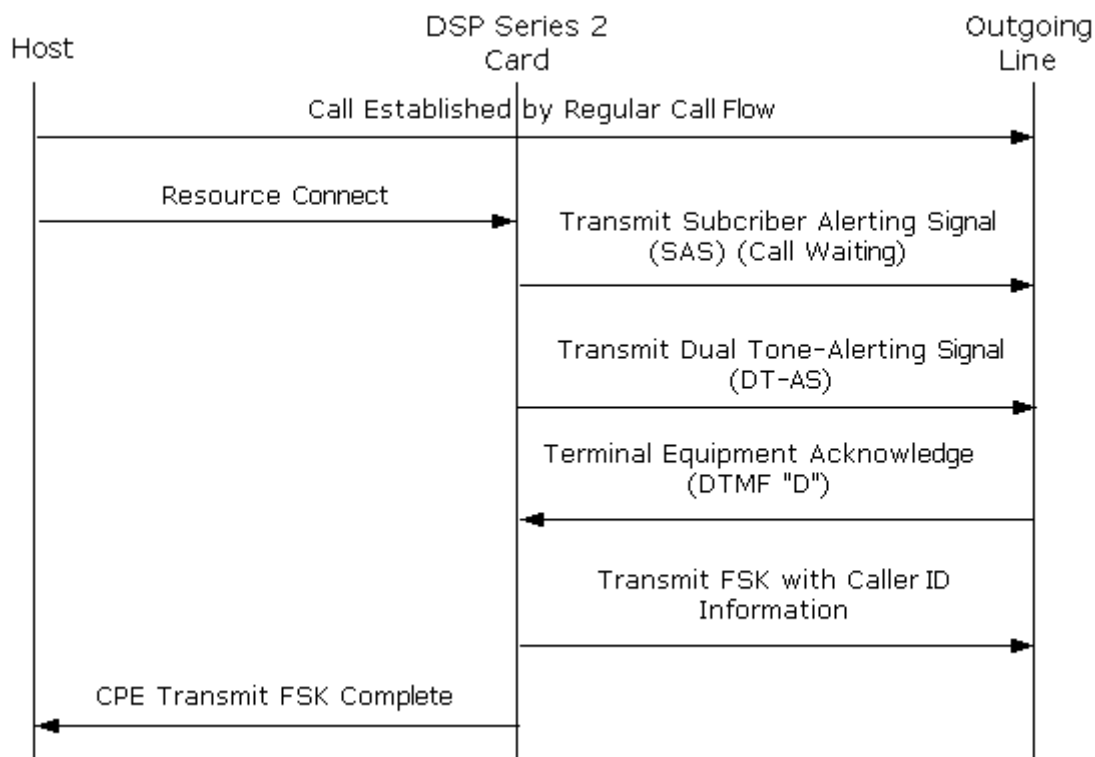 Host
DSP Series 2
Card
Outgoing
Line
Call Established by Regular Call Flow
Resource Connect
Transmit Subcriber Alerting Signal
(SAS) (Call Waiting)
Transmit Dual Tone-Alerting Signal
(DT-AS)
Terminal Equipment Acknowledge
(DTMF "D")
Transmit FSK with Caller ID
Information
CPE Transmit FSK Complete